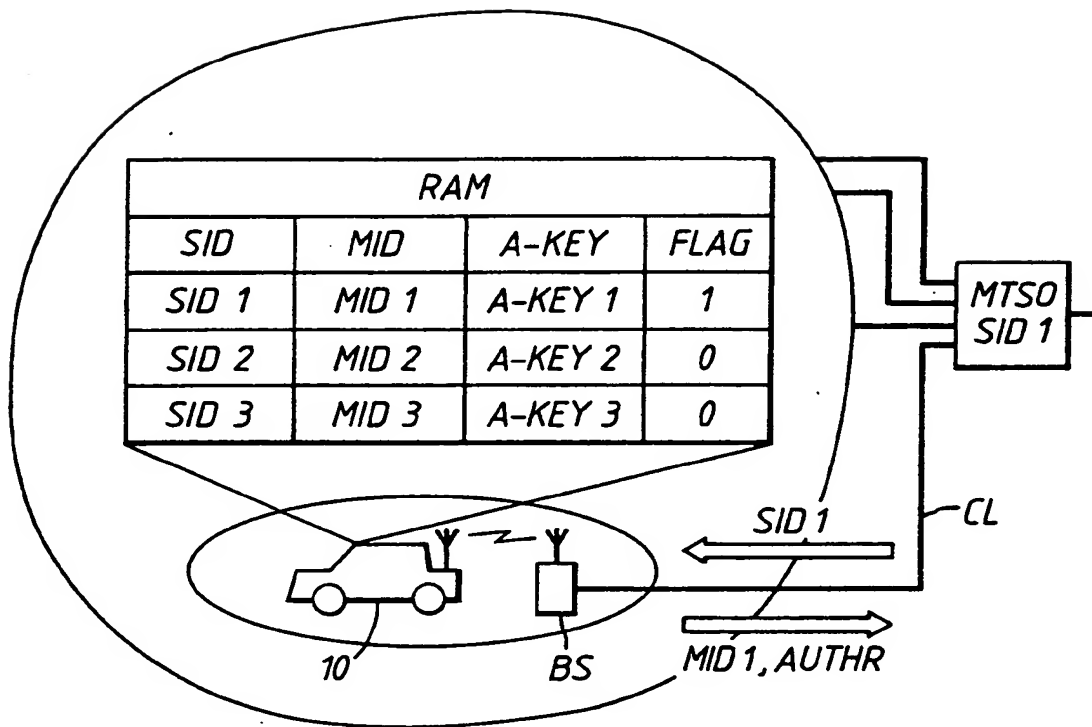 RAM
SID MID A-KEY FLAG
SID 1 MID 1 A-KEY 1 1
SID 2 MID 2 A-KEY 2 0
SID 3 MID 3 A-KEY 3 0
MTSO
SID 1
SID 1
CL
10
BS
MID 1, AUTHR